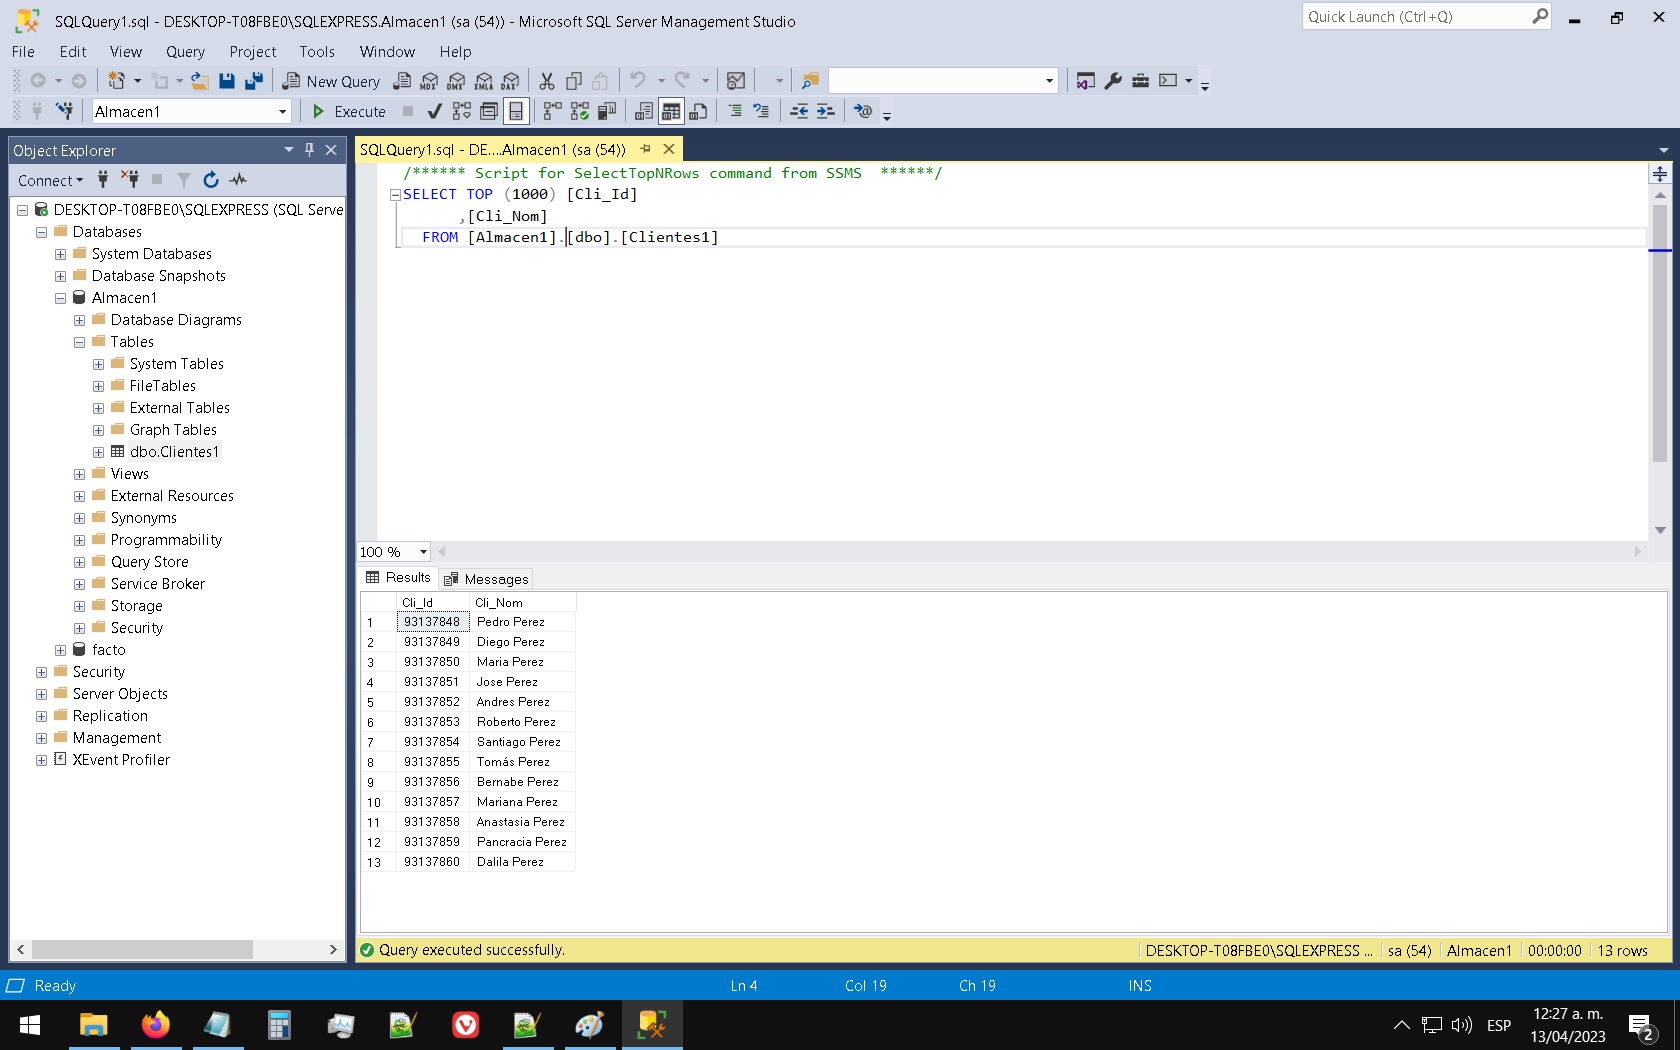 SQLQuery1.sql - DESKTOP-T08FBE0\SQLEXPRESS.Almacen1 (sa (54)) - Microsoft SQL Server Management Studio
Quick Launch (Ctrl+Q)
File Edit View Query Project Tools Window Help
New Query MDX DMX XMLA DAX
Almacen1 Execute
Object Explorer
Connect
DESKTOP-T08FBE0\SQLEXPRESS (SQL Serve
Databases
System Databases
Database Snapshots
Almacen1
Database Diagrams
Tables
System Tables
FileTables
External Tables
Graph Tables
dbo.Clientes1
Views
External Resources
Synonyms
Programmability
Query Store
Service Broker
Storage
Security
facto
Security
Server Objects
Replication
Management
XEvent Profiler
SQLQuery1.sql - DE....Almacen1 (sa (54))
/****** Script for SelectTopNRows command from SSMS ******/
SELECT TOP (1000) [Cli_Id]
,[Cli_Nom]
FROM [Almacen1].[dbo].[Clientes1]
100 %
Results Messages
Cli_Id Cli_Nom
1 93137848 Pedro Perez
2 93137849 Diego Perez
3 93137850 Maria Perez
4 93137851 Jose Perez
5 93137852 Andres Perez
6 93137853 Roberto Perez
7 93137854 Santiago Perez
8 93137855 Tomás Perez
9 93137856 Bernabe Perez
10 93137857 Mariana Perez
11 93137858 Anastasia Perez
12 93137859 Pancracia Perez
13 93137860 Dalila Perez
Query executed successfully. DESKTOP-T08FBE0\SQLEXPRESS ... sa (54) Almacen1 00:00:00 13 rows
Ready Ln 4 Col 19 Ch 19 INS
ESP
12:27 a. m.
13/04/2023
2